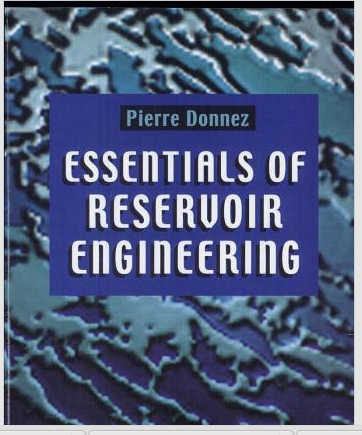 Pierre Donnez
ESSENTIALS OF
RESERVOIR
ENGINEERING